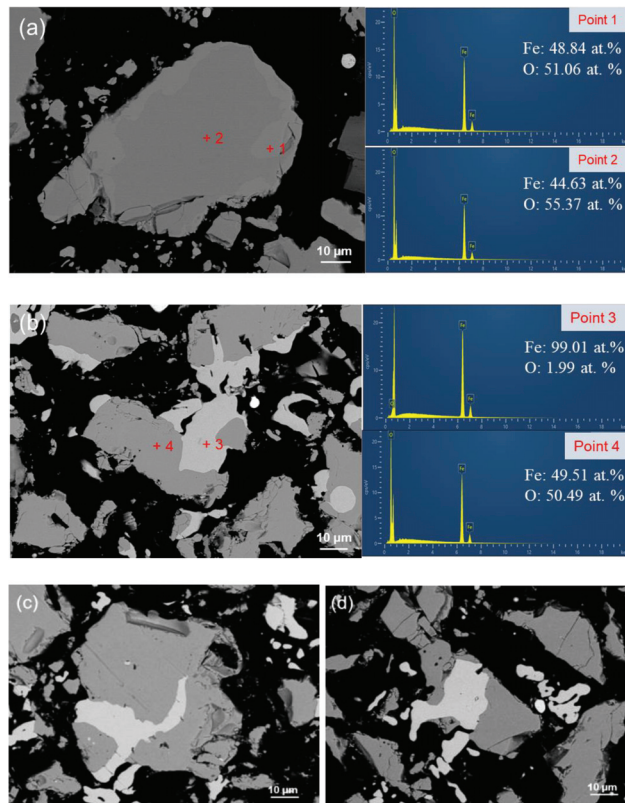 (a)
+ 2
+ 1
10 µm
Point 1
Fe: 48.84 at.%
O: 51.06 at. %
Point 2
Fe: 44.63 at.%
O: 55.37 at. %
(b)
+ 4
+ 3
10 µm
Point 3
Fe: 99.01 at.%
O: 1.99 at. %
Point 4
Fe: 49.51 at.%
O: 50.49 at. %
(c)
10 µm
(d)
10 µm